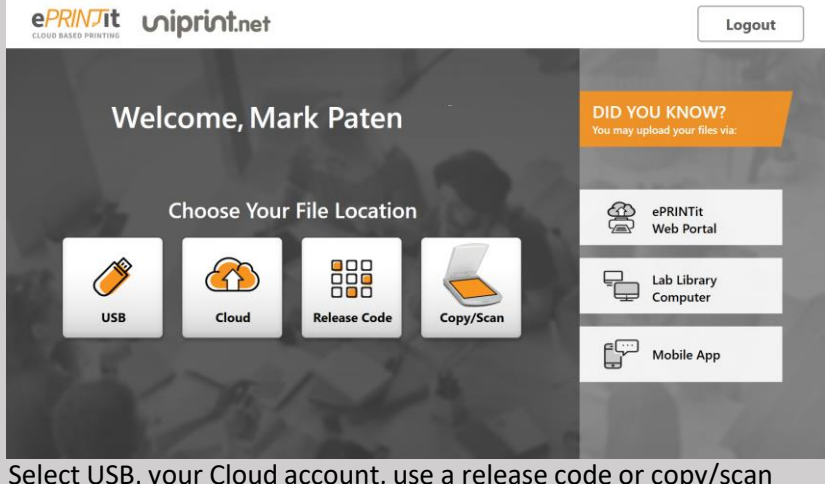 ePRINTit
CLOUD BASED PRINTING
uniprint.net
Logout
Welcome, Mark Paten
Choose Your File Location
USB
Cloud
Release Code
Copy/Scan
DID YOU KNOW?
You may upload your files via:
ePRINTit
Web Portal
Lab Library
Computer
Mobile App
Select USB, your Cloud account, use a release code or copy/scan